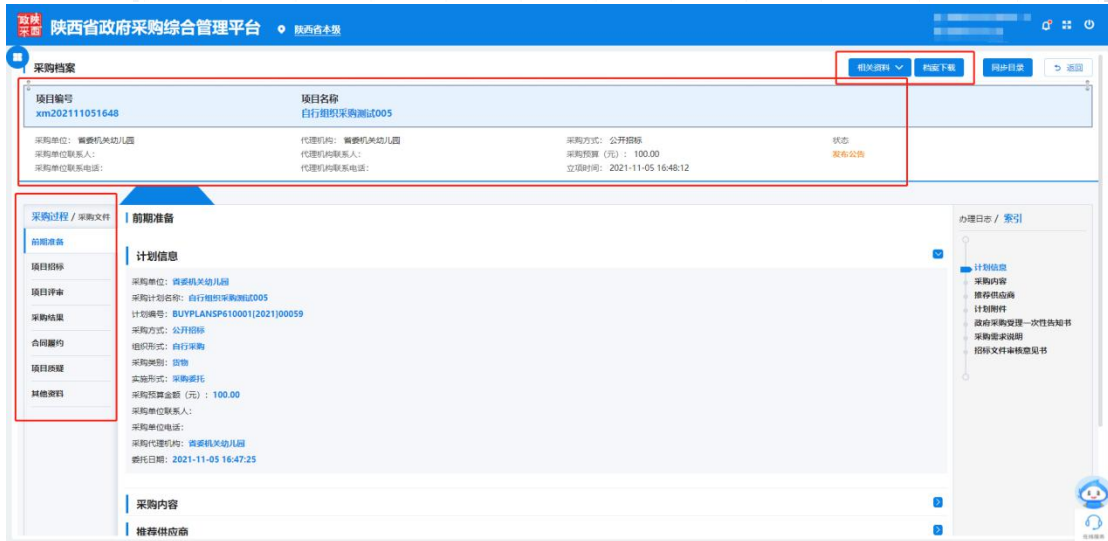 政陕
采西
陕西省政府采购综合管理平台 陕西省本级
采购档案 相关资料 档案下载 同步目录 返回
项目编号 项目名称
xm202111051648 自行组织采购测试005
采购单位：省委机关幼儿园 代理机构：省委机关幼儿园 采购方式：公开招标 状态
采购单位联系人： 代理机构联系人： 采购预算（元）：100.00 发布公告
采购单位联系电话： 代理机构联系电话： 立项时间：2021-11-05 16:48:12
采购过程 / 采购文件
前期准备
项目招标
项目评审
采购结果
合同履约
项目质疑
其他资料
前期准备
计划信息
采购单位：省委机关幼儿园
采购计划名称：自行组织采购测试005
计划编号：BUYPLANSP610001[2021]00059
采购方式：公开招标
组织形式：自行采购
采购类别：货物
实施形式：采购委托
采购预算金额（元）：100.00
采购单位联系人：
采购单位电话：
采购代理机构：省委机关幼儿园
委托日期：2021-11-05 16:47:25
采购内容
推荐供应商
办理日志 / 索引
计划信息
采购内容
推荐供应商
计划附件
政府采购受理一次性告知书
采购需求说明
招标文件审核意见书
在线服务